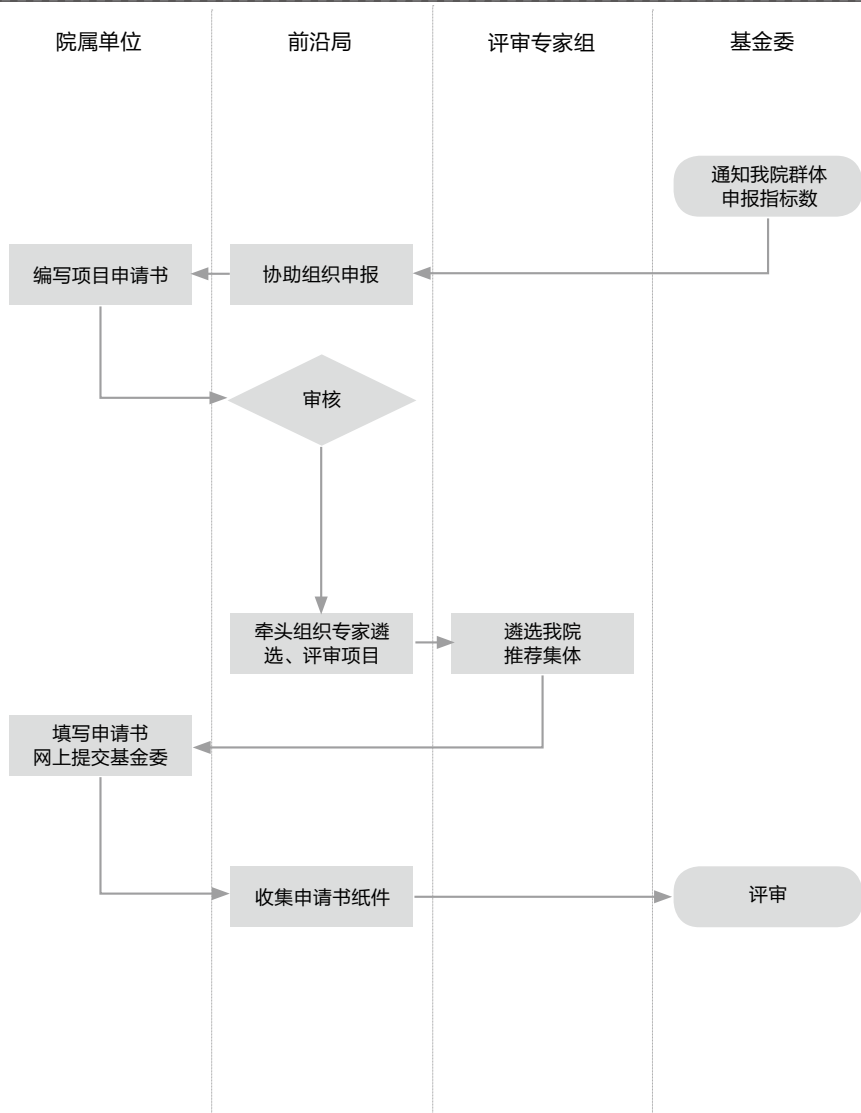 院属单位
前沿局
评审专家组
基金委
通知我院群体
申报指标数
编写项目申请书
协助组织申报
审核
牵头组织专家遴
选、评审项目
遴选我院
推荐集体
填写申请书
网上提交基金委
收集申请书纸件
评审